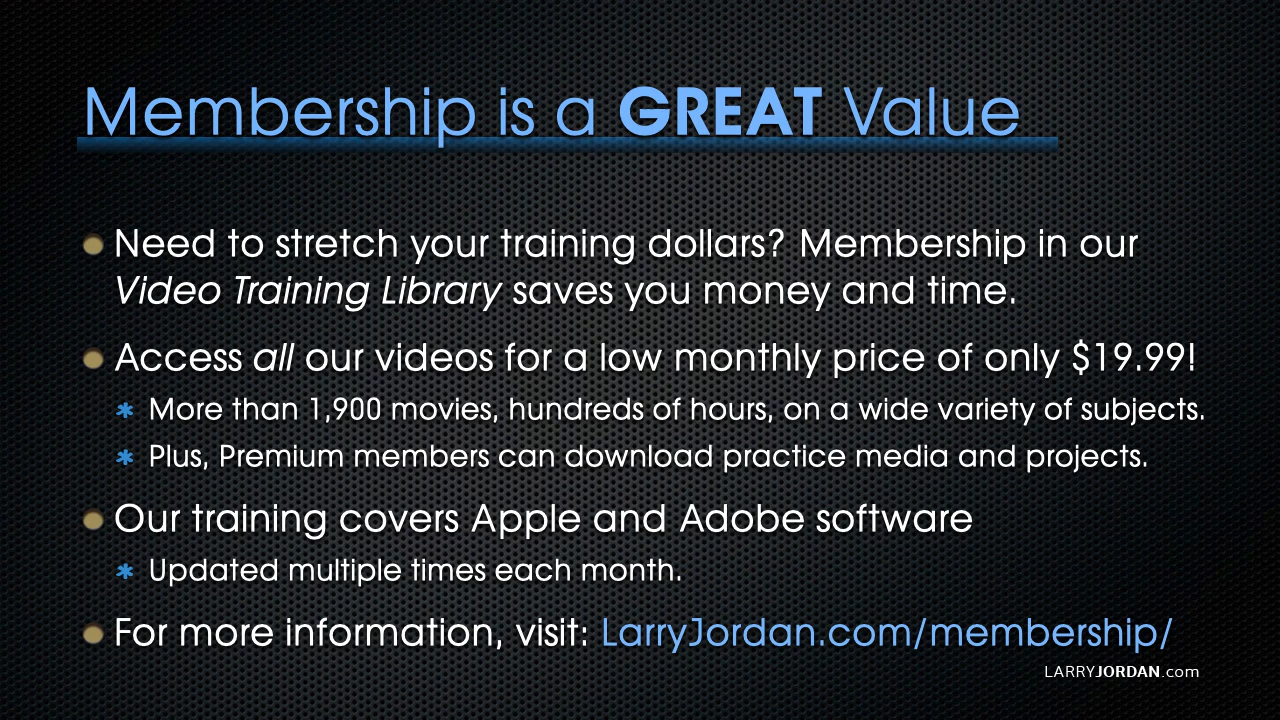 Membership is a GREAT Value
Need to stretch your training dollars? Membership in our
Video Training Library saves you money and time.
Access all our videos for a low monthly price of only $19.99!
More than 1,900 movies, hundreds of hours, on a wide variety of subjects.
Plus, Premium members can download practice media and projects.
Our training covers Apple and Adobe software
Updated multiple times each month.
For more information, visit: LarryJordan.com/membership/
LARRYJORDAN.com